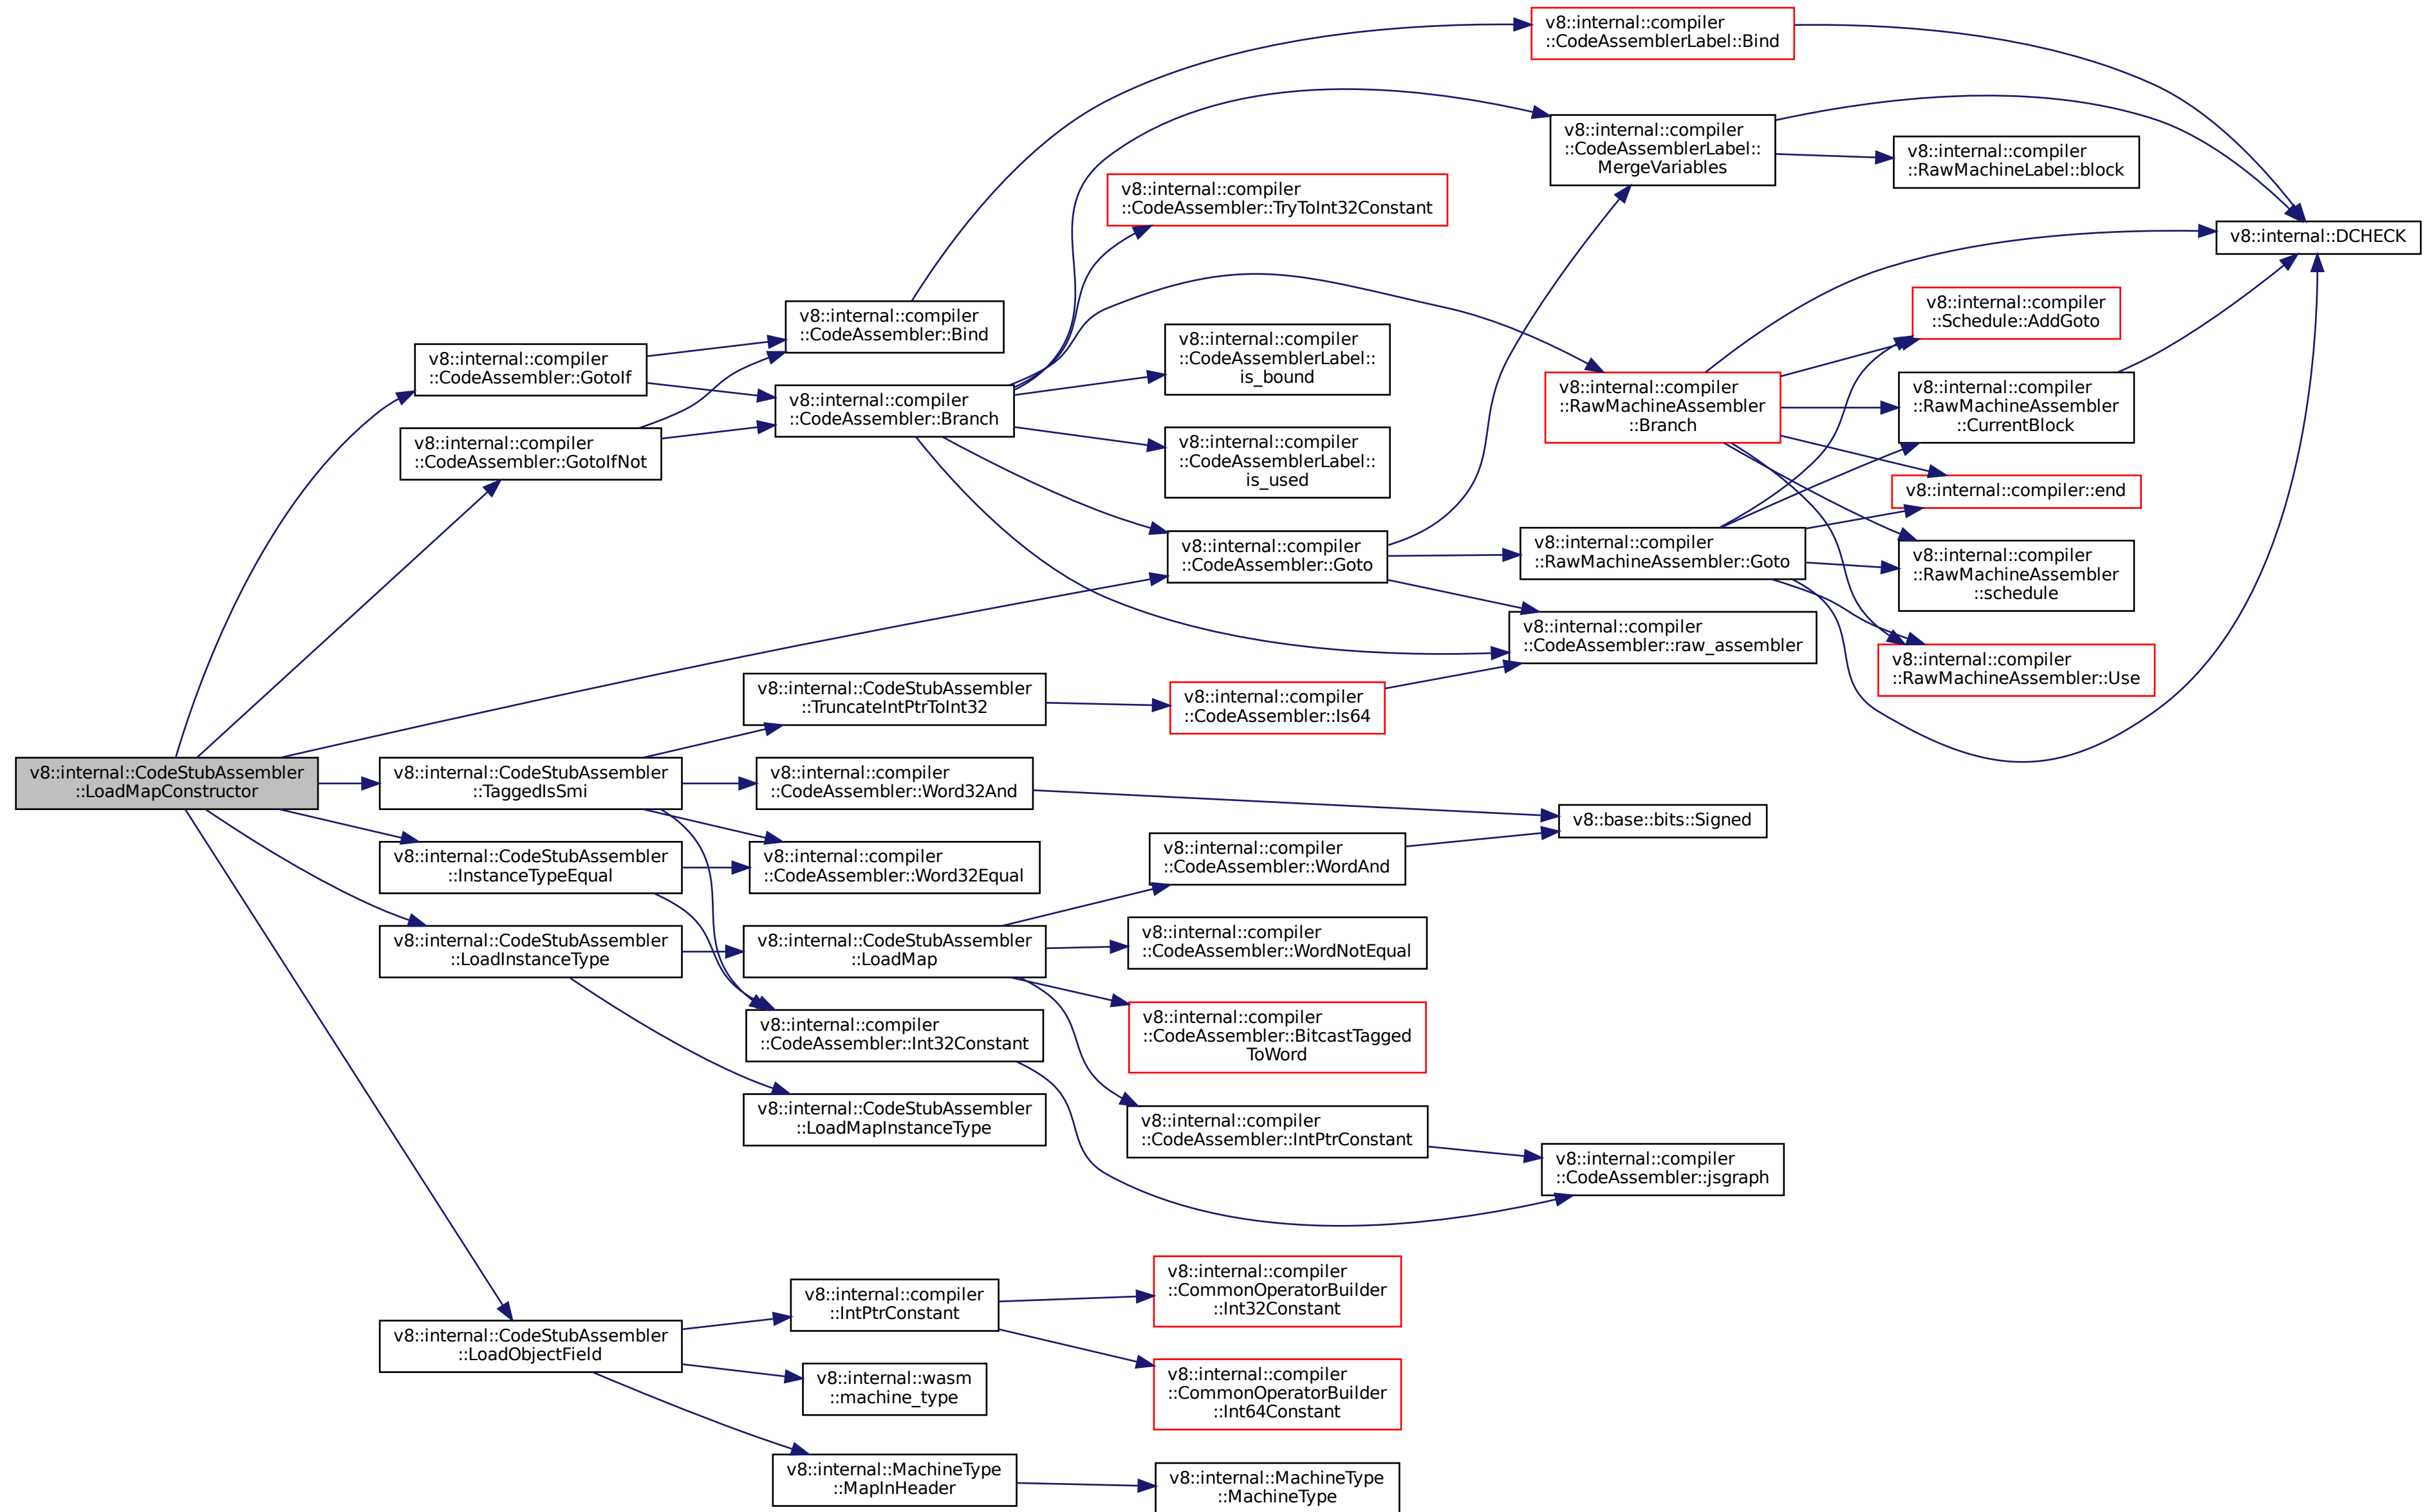 v8::internal::CodeStubAssembler
::LoadMapConstructor
v8::internal::compiler
::CodeAssembler::GotoIf
v8::internal::compiler
::CodeAssembler::GotoIfNot
v8::internal::CodeStubAssembler
::TaggedIsSmi
v8::internal::CodeStubAssembler
::InstanceTypeEqual
v8::internal::CodeStubAssembler
::LoadInstanceType
v8::internal::CodeStubAssembler
::LoadObjectField
v8::internal::compiler
::CodeAssembler::Bind
v8::internal::compiler
::CodeAssembler::Branch
v8::internal::CodeStubAssembler
::TruncateIntPtrToInt32
v8::internal::compiler
::CodeAssembler::Word32And
v8::internal::compiler
::CodeAssembler::Word32Equal
v8::internal::CodeStubAssembler
::LoadMap
v8::internal::compiler
::CodeAssembler::Int32Constant
v8::internal::CodeStubAssembler
::LoadMapInstanceType
v8::internal::compiler
::IntPtrConstant
v8::internal::wasm
::machine_type
v8::internal::MachineType
::MapInHeader
v8::internal::compiler
::CodeAssembler::TryToInt32Constant
v8::internal::compiler
::CodeAssemblerLabel::
is_bound
v8::internal::compiler
::CodeAssemblerLabel::
is_used
v8::internal::compiler
::CodeAssembler::Goto
v8::internal::compiler
::CodeAssembler::Is64
v8::internal::compiler
::CodeAssembler::WordAnd
v8::internal::compiler
::CodeAssembler::WordNotEqual
v8::internal::compiler
::CodeAssembler::BitcastTagged
ToWord
v8::internal::compiler
::CodeAssembler::IntPtrConstant
v8::internal::compiler
::CommonOperatorBuilder
::Int32Constant
v8::internal::compiler
::CommonOperatorBuilder
::Int64Constant
v8::internal::MachineType
::MachineType
v8::internal::compiler
::CodeAssemblerLabel::Bind
v8::internal::compiler
::CodeAssemblerLabel::
MergeVariables
v8::internal::compiler
::RawMachineAssembler
::Branch
v8::internal::compiler
::RawMachineAssembler::Goto
v8::internal::compiler
::CodeAssembler::raw_assembler
v8::base::bits::Signed
v8::internal::compiler
::CodeAssembler::jsgraph
v8::internal::compiler
::RawMachineLabel::block
v8::internal::compiler
::Schedule::AddGoto
v8::internal::compiler
::RawMachineAssembler
::CurrentBlock
v8::internal::compiler::end
v8::internal::compiler
::RawMachineAssembler
::schedule
v8::internal::compiler
::RawMachineAssembler::Use
v8::internal::DCHECK